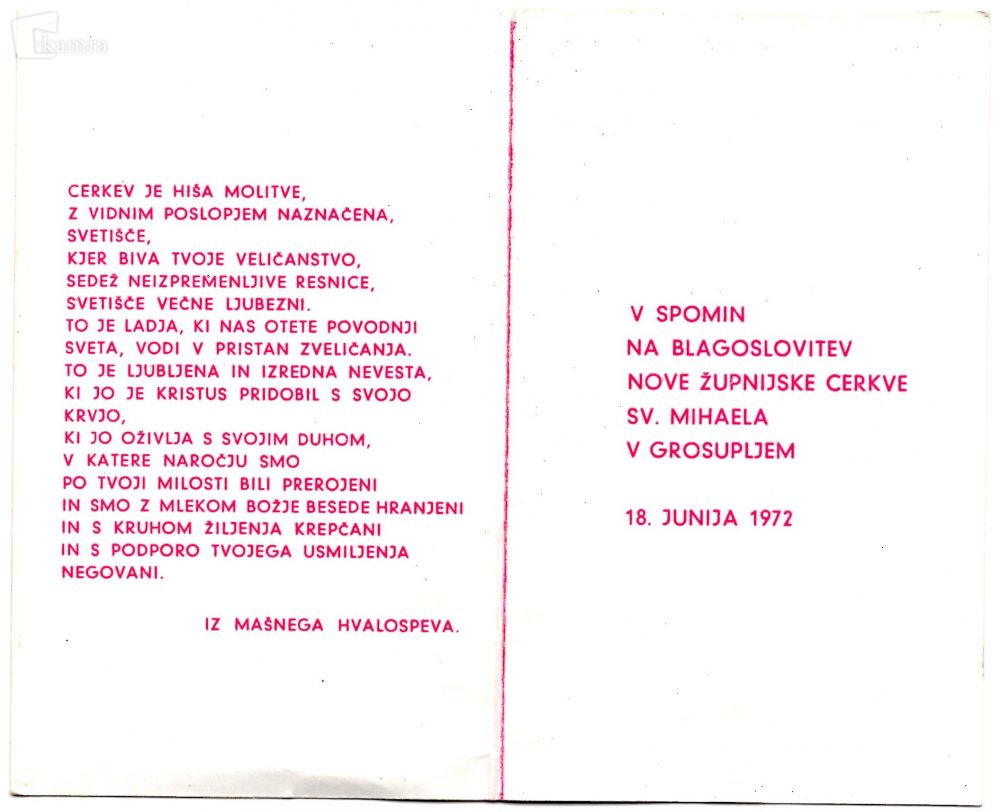 kamra
CERKEV JE HIŠA MOLITVE,
Z VIDNIM POSLOPJEM NAZNAČENA,
SVETIŠČE,
KJER BIVA TVOJE VELIČANSTVO,
SEDEŽ NEIZPREMENLJIVE RESNICE,
SVETIŠČE VEČNE LJUBEZNI.
TO JE LADJA, KI NAS OTETE POVODNJI
SVETA, VODI V PRISTAN ZVELIČANJA.
TO JE LJUBLJENA IN IZREDNA NEVESTA,
KI JO JE KRISTUS PRIDOBIL S SVOJO
KRVJO,
KI JO OŽIVLJA S SVOJIM DUHOM,
V KATERE NAROČJU SMO
PO TVOJI MILOSTI BILI PREROJENI
IN SMO Z MLEKOM BOŽJE BESEDE HRANJENI
IN S KRUHOM ŽILJENJA KREPČANI
IN S PODPORO TVOJEGA USMILJENJA
NEGOVANI.
IZ MAŠNEGA HVALOSPEVA.
V SPOMIN
NA BLAGOSLOVITEV
NOVE ŽUPNIJSKE CERKVE
SV. MIHAELA
V GROSUPLJEM
18. JUNIJA 1972